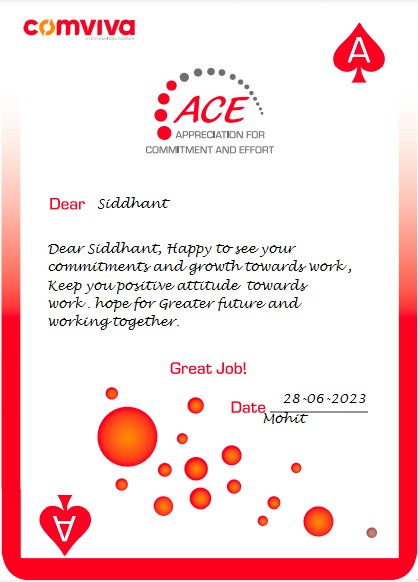 comviva
A
ACE
APPRECIATION FOR
COMMITMENT AND EFFORT
Dear Siddhant
Dear Siddhant, Happy to see your
commitments and growth towards work ,
Keep you positive attitude towards
work . hope for Greater future and
working together.
Great Job!
Date 28-06-2023
Mohit
A